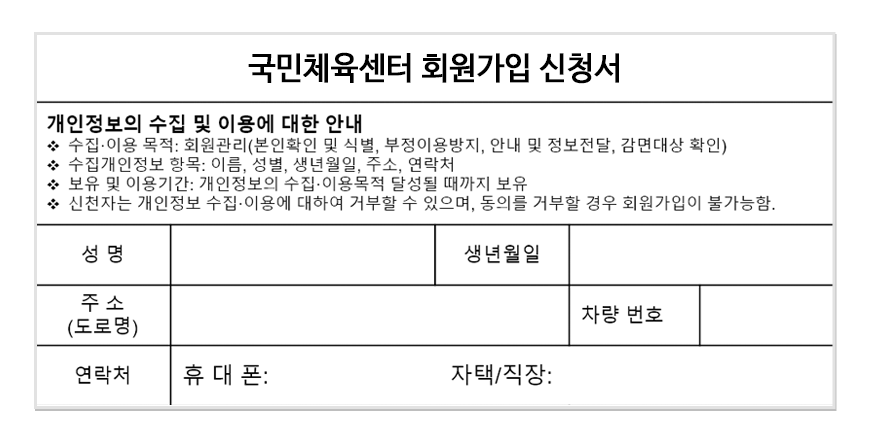 국민체육센터 회원가입 신청서
개인정보의 수집 및 이용에 대한 안내
❖ 수집·이용 목적: 회원관리(본인확인 및 식별, 부정이용방지, 안내 및 정보전달, 감면대상 확인)
❖ 수집개인정보 항목: 이름, 성별, 생년월일, 주소, 연락처
❖ 보유 및 이용기간: 개인정보의 수집·이용목적 달성될 때까지 보유
❖ 신천자는 개인정보 수집·이용에 대하여 거부할 수 있으며, 동의를 거부할 경우 회원가입이 불가능함.
성 명 생년월일
주 소
(도로명) 차량 번호
연락처 휴 대 폰: 자택/직장: